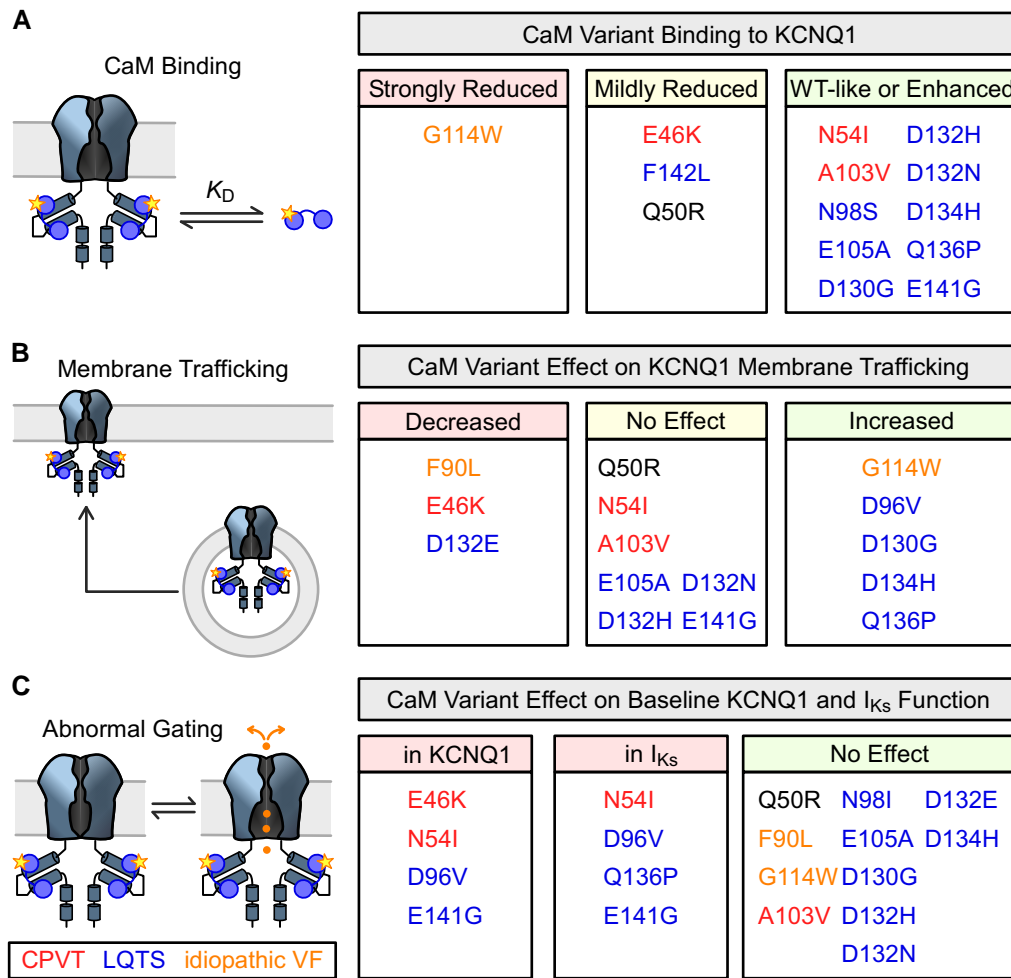 A
CaM Binding
K_D
CaM Variant Binding to KCNQ1
Strongly Reduced
G114W
Mildly Reduced
E46K
F142L
Q50R
WT-like or Enhanced
N54I D132H
A103V D132N
N98S D134H
E105A Q136P
D130G E141G
B
Membrane Trafficking
CaM Variant Effect on KCNQ1 Membrane Trafficking
Decreased
F90L
E46K
D132E
No Effect
Q50R
N54I
A103V
E105A D132N
D132H E141G
Increased
G114W
D96V
D130G
D134H
Q136P
C
Abnormal Gating
CPVT LQTS idiopathic VF
CaM Variant Effect on Baseline KCNQ1 and I_Ks Function
in KCNQ1
E46K
N54I
D96V
E141G
in I_Ks
N54I
D96V
Q136P
E141G
No Effect
Q50R N98I D132E
F90L E105A D134H
G114W D130G
A103V D132H
D132N